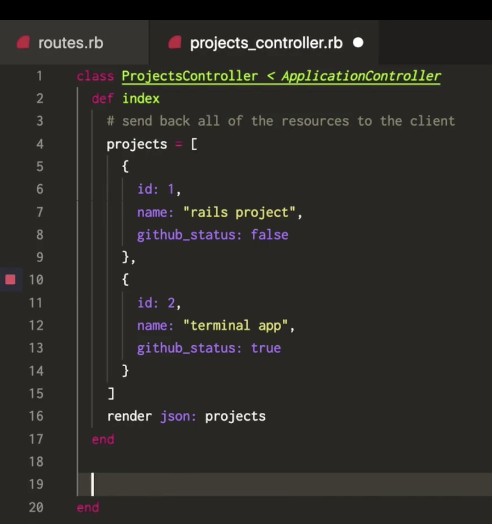 routes.rb
projects_controller.rb
1 class ProjectsController < ApplicationController
2 def index
3 # send back all of the resources to the client
4 projects = [
5 {
6 id: 1,
7 name: "rails project",
8 github_status: false
9 },
10 {
11 id: 2,
12 name: "terminal app",
13 github_status: true
14 }
15 ]
16 render json: projects
17 end
18
19
20 end